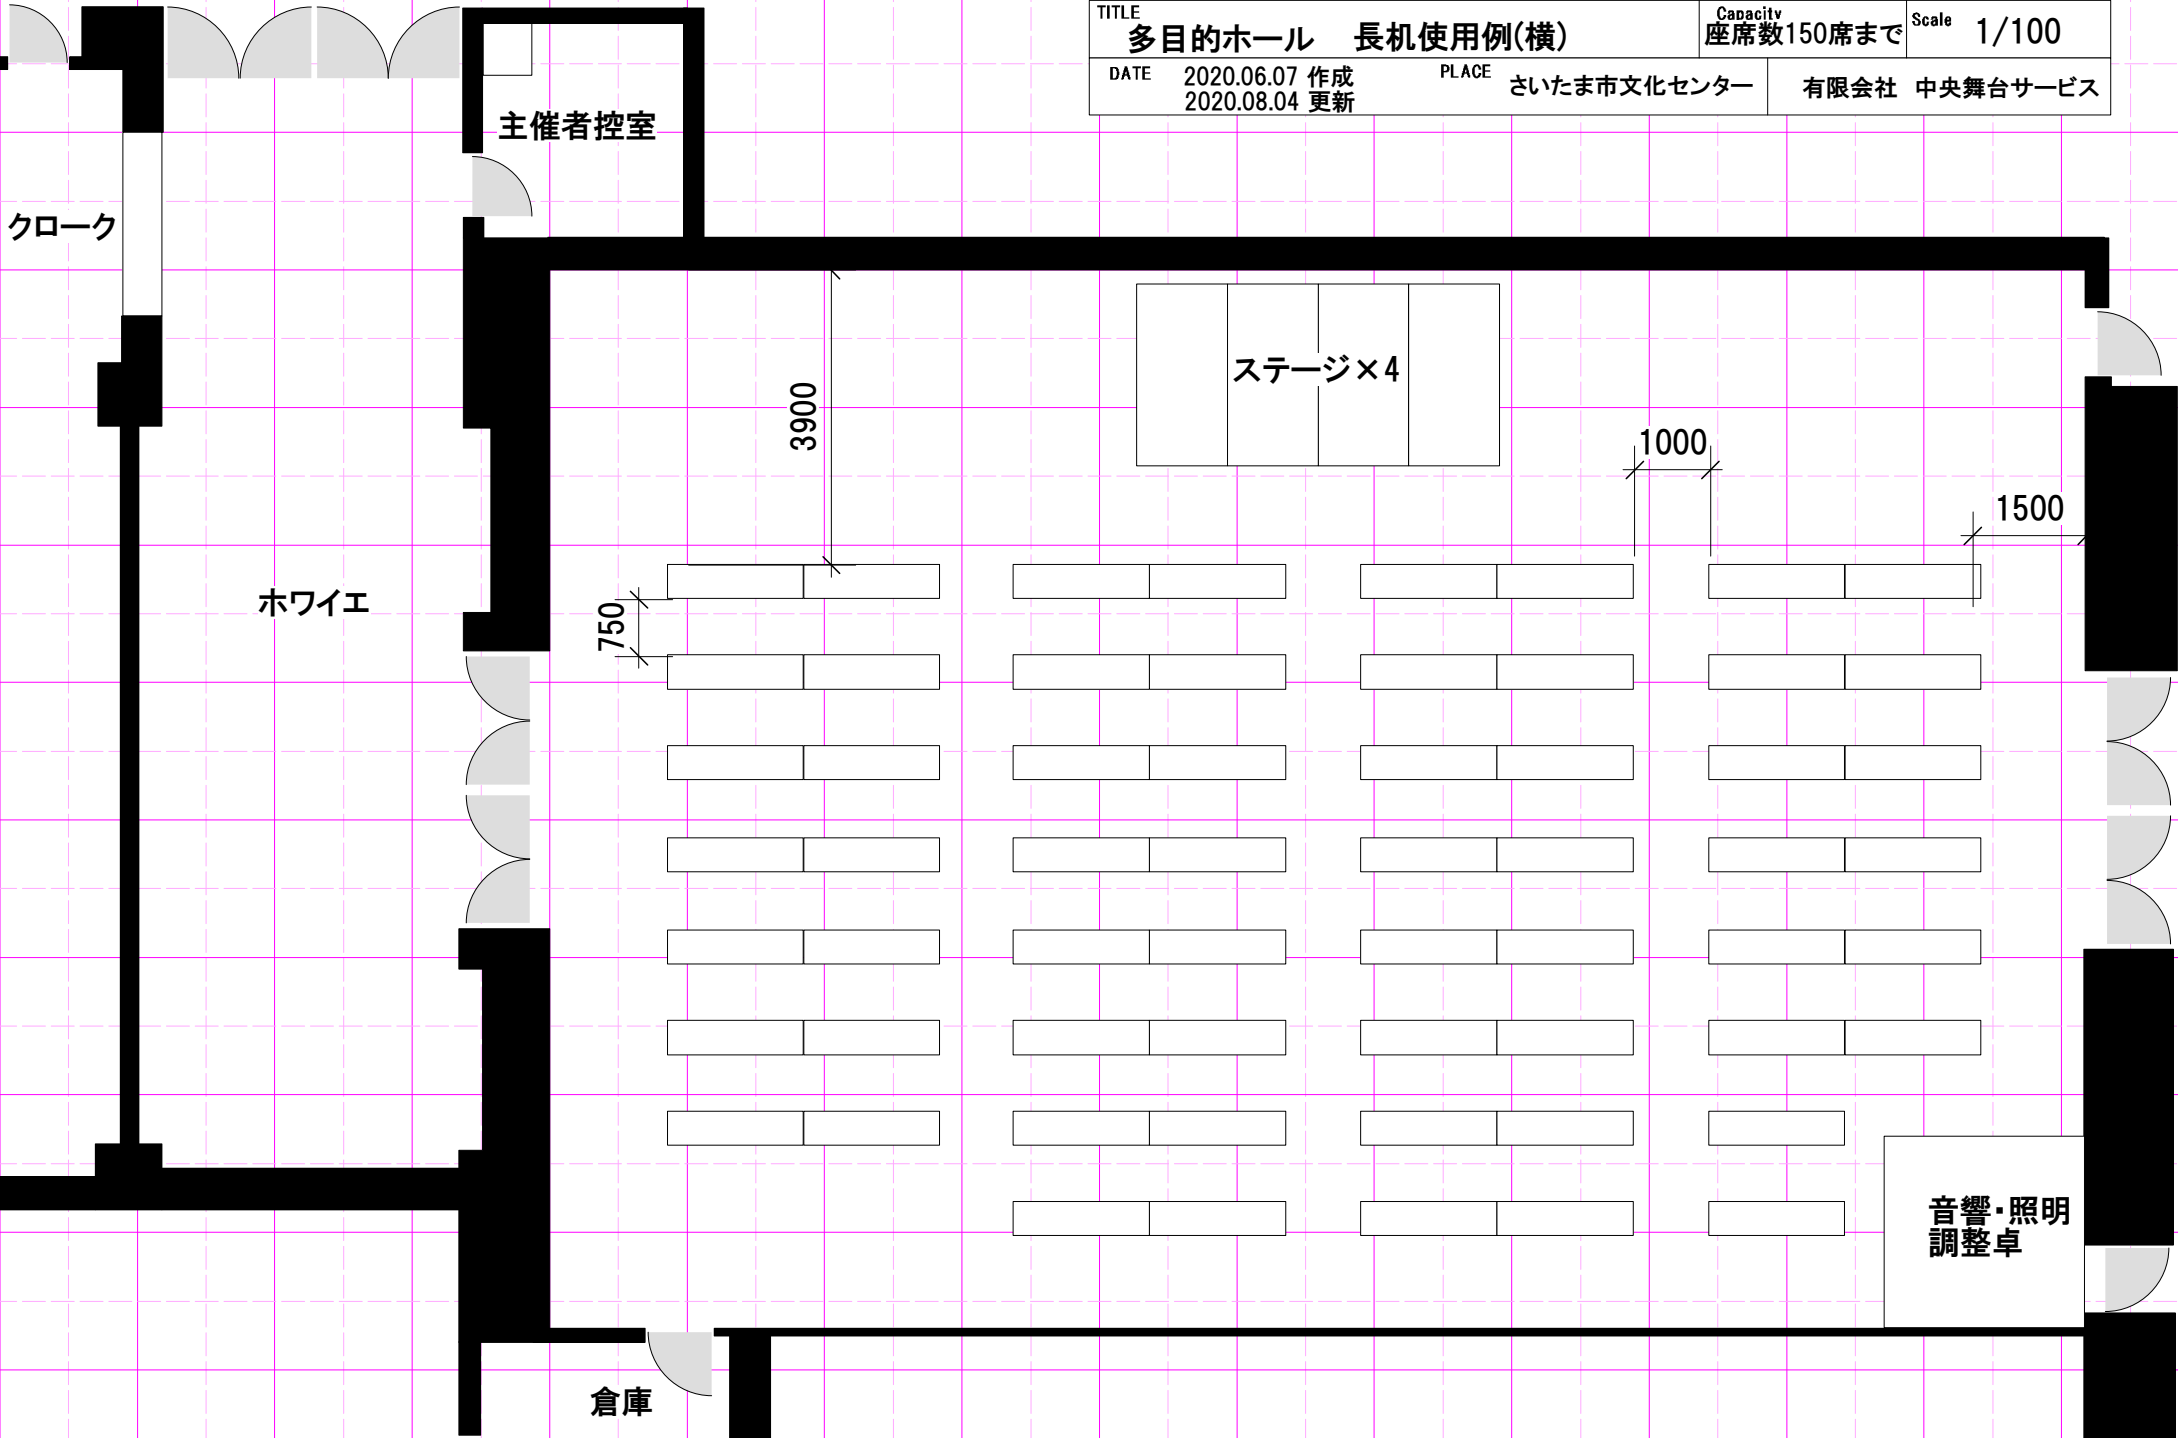 TITLE
多目的ホール　長机使用例(横)
Capacity
座席数150席まで
Scale 1/100
DATE 2020.06.07 作成
2020.08.04 更新
PLACE さいたま市文化センター
有限会社 中央舞台サービス
主催者控室
クローク
ステージ×4
3900
1000
1500
ホワイエ
750
音響・照明
調整卓
倉庫